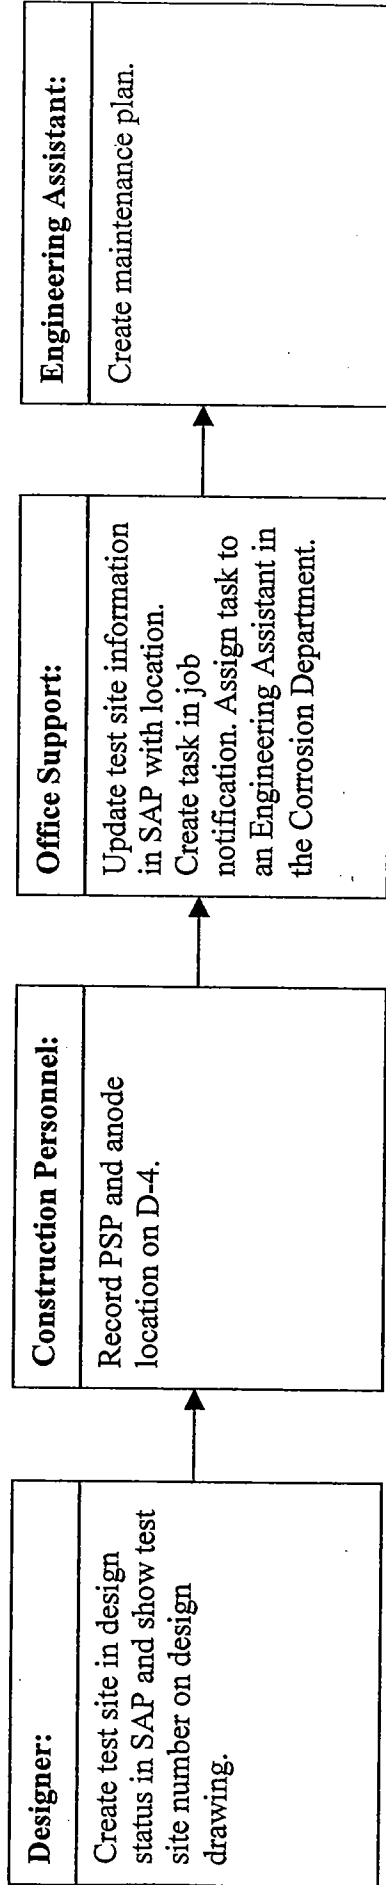 Designer:
Create test site in design
status in SAP and show test
site number on design
drawing.
Construction Personnel:
Record PSP and anode
location on D-4.
Office Support:
Update test site information
in SAP with location.
Create task in job
notification. Assign task to
an Engineering Assistant in
the Corrosion Department.
Engineering Assistant:
Create maintenance plan.